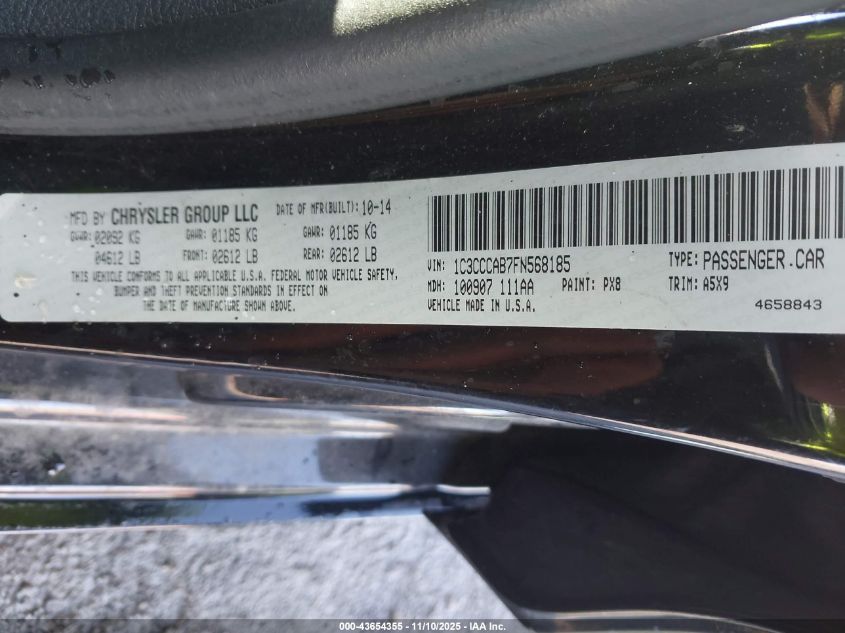 MFD BY CHRYSLER GROUP LLC DATE OF MFR(BUILT): 10-14
GVWR: 02092 KG GAWR: 01185 KG GAWR: 01185 KG
04612 LB FRONT: 02612 LB REAR: 02612 LB
THIS VEHICLE CONFORMS TO ALL APPLICABLE U.S.A. FEDERAL MOTOR VEHICLE SAFETY,
BUMPER AND THEFT PREVENTION STANDARDS IN EFFECT ON
THE DATE OF MANUFACTURE SHOWN ABOVE.
VIN: 1C3CCCAB7FN568185 TYPE: PASSENGER CAR
MDH: 100907 111AA PAINT: PX8 TRIM: A5X9
VEHICLE MADE IN U.S.A. 4658843
000-43654355 — 11/10/2025 — IAA Inc.